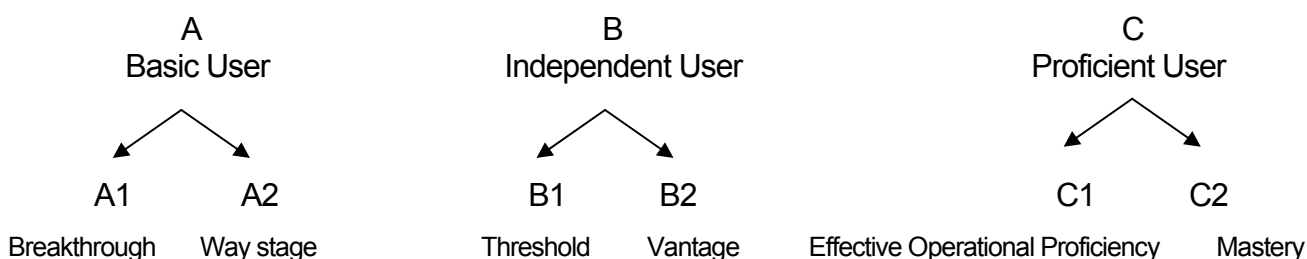 A B C
Basic User Independent User Proficient User
A1 A2 B1 B2 C1 C2
Breakthrough Way stage Threshold Vantage Effective Operational Proficiency Mastery